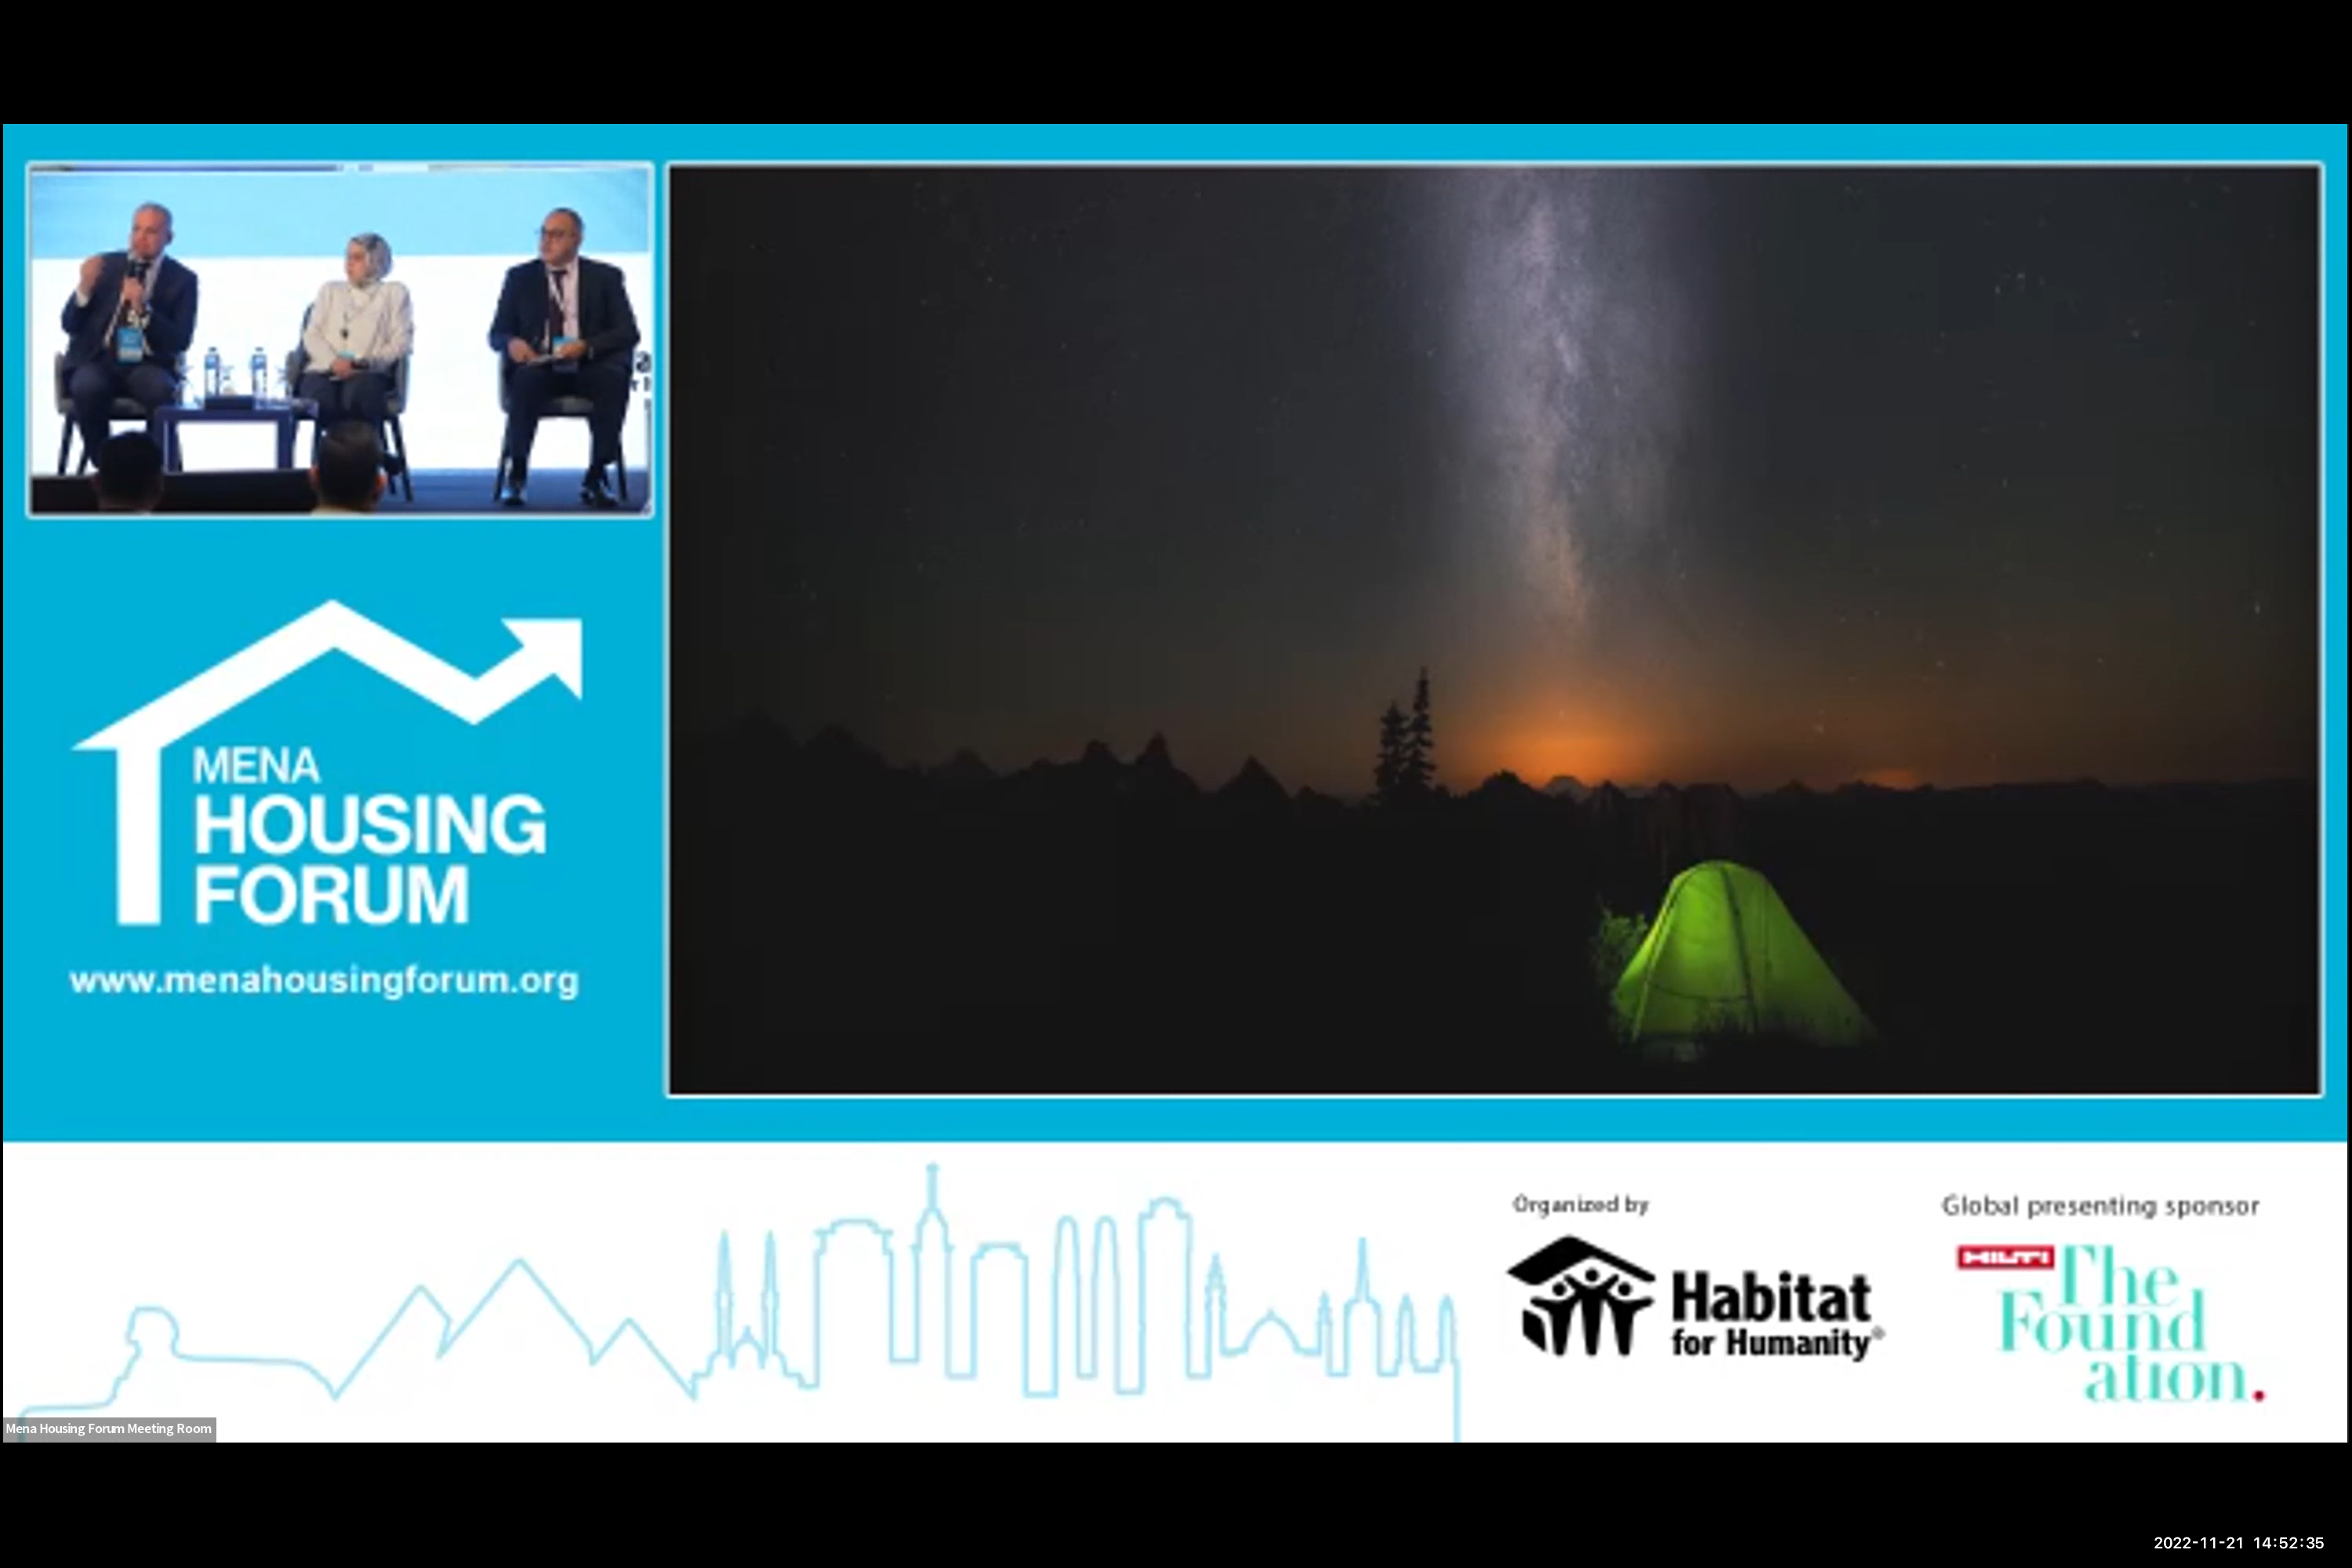 MENA
HOUSING
FORUM
www.menahousingforum.org
Organized by
Habitat
for Humanity®
Global presenting sponsor
HILTI
The
Found
ation.
Mena Housing Forum Meeting Room
2022-11-21 14:52:35